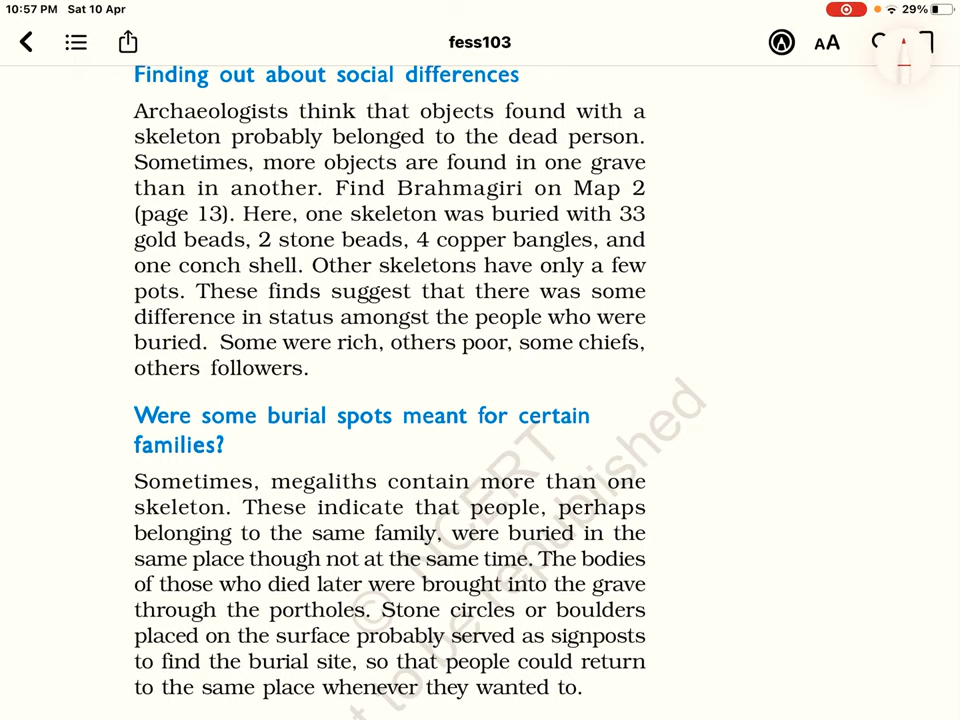 10:57 PM Sat 10 Apr 29%
fess103 AA
Finding out about social differences
Archaeologists think that objects found with a
skeleton probably belonged to the dead person.
Sometimes, more objects are found in one grave
than in another. Find Brahmagiri on Map 2
(page 13). Here, one skeleton was buried with 33
gold beads, 2 stone beads, 4 copper bangles, and
one conch shell. Other skeletons have only a few
pots. These finds suggest that there was some
difference in status amongst the people who were
buried. Some were rich, others poor, some chiefs,
others followers.
Were some burial spots meant for certain
families?
Sometimes, megaliths contain more than one
skeleton. These indicate that people, perhaps
belonging to the same family, were buried in the
same place though not at the same time. The bodies
of those who died later were brought into the grave
through the portholes. Stone circles or boulders
placed on the surface probably served as signposts
to find the burial site, so that people could return
to the same place whenever they wanted to.
© NCERT
t to be republished